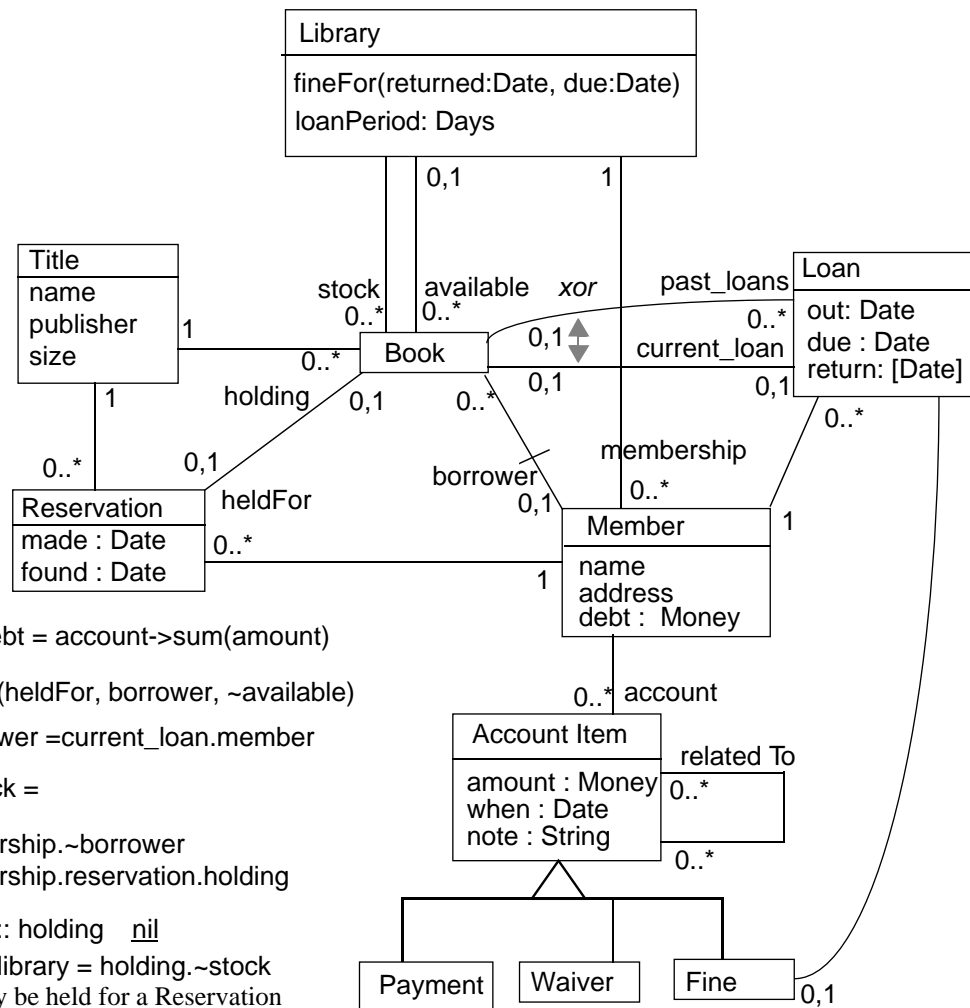 Library
fineFor(returned:Date, due:Date)
loanPeriod: Days
0,1
1
Title
name
publisher
size
stock
available
xor
past_loans
Loan
out: Date
due : Date
return: [Date]
0..*
0..*
0,1
0..*
1
Book
current_loan
0..*
0,1
0,1
1
holding
0,1
0..*
0..*
0..*
0,1
borrower
membership
heldFor
0,1
0..*
Reservation
made : Date
found : Date
0..*
1
Member
name
address
debt : Money
1
ebt = account->sum(amount)
(heldFor, borrower, ~available)
wer =current_loan.member
ck =
ership.~borrower
ership.reservation.holding
:: holding nil
library = holding.~stock
y be held for a Reservation
0..* account
Account Item
amount : Money
when : Date
note : String
related To
0..*
0..*
Payment
Waiver
Fine
0,1